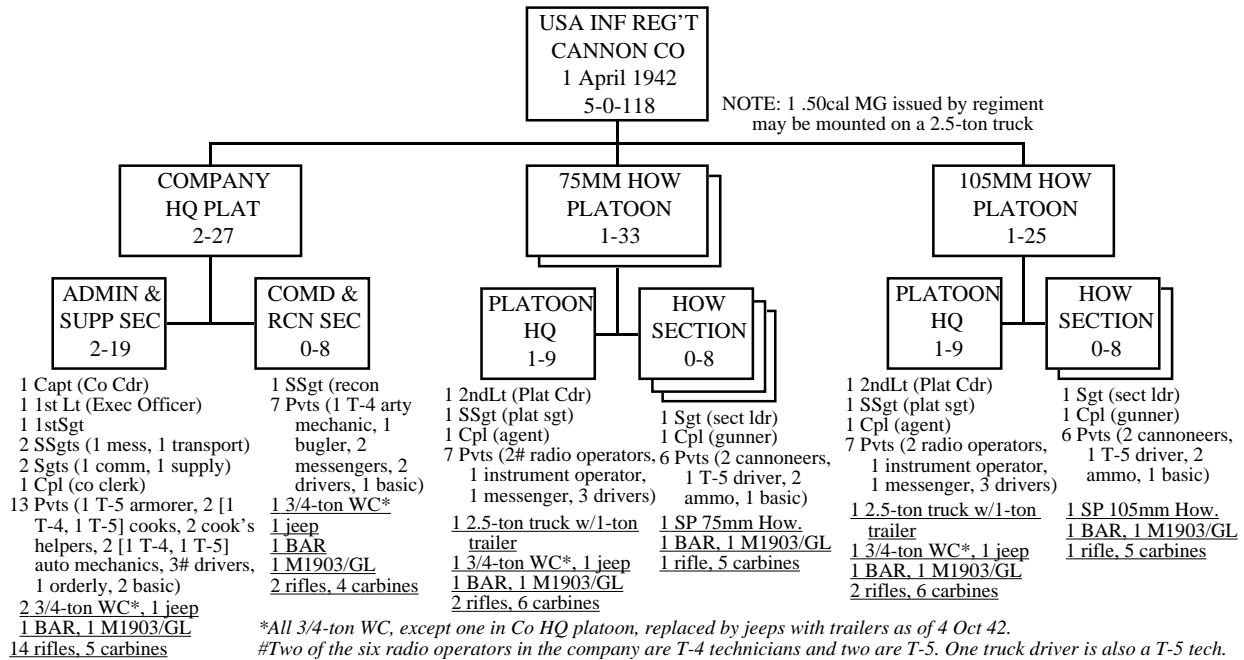 USA INF REG'T
CANNON CO
1 April 1942
5-0-118
NOTE: 1 .50cal MG issued by regiment
may be mounted on a 2.5-ton truck
COMPANY
HQ PLAT
2-27
75MM HOW
PLATOON
1-33
105MM HOW
PLATOON
1-25
ADMIN &
SUPP SEC
2-19
COMD &
RCN SEC
0-8
PLATOON
HQ
1-9
HOW
SECTION
0-8
PLATOON
HQ
1-9
HOW
SECTION
0-8
1 Capt (Co Cdr)
1 1st Lt (Exec Officer)
1 1stSgt
2 SSgts (1 mess, 1 transport)
2 Sgts (1 comm, 1 supply)
1 Cpl (co clerk)
13 Pvts (1 T-5 armorer, 2 [1
T-4, 1 T-5] cooks, 2 cook's
helpers, 2 [1 T-4, 1 T-5]
auto mechanics, 3# drivers,
1 orderly, 2 basic)
2 3/4-ton WC*, 1 jeep
1 BAR, 1 M1903/GL
14 rifles, 5 carbines
1 SSgt (recon
7 Pvts (1 T-4 arty
mechanic, 1
bugler, 2
messengers, 2
drivers, 1 basic)
1 3/4-ton WC*
1 jeep
1 BAR
1 M1903/GL
2 rifles, 4 carbines
1 2ndLt (Plat Cdr)
1 SSgt (plat sgt)
1 Cpl (agent)
7 Pvts (2# radio operators,
1 instrument operator,
1 messenger, 3 drivers)
1 2.5-ton truck w/1-ton
trailer
1 3/4-ton WC*, 1 jeep
1 BAR, 1 M1903/GL
2 rifles, 6 carbines
1 Sgt (sect ldr)
1 Cpl (gunner)
6 Pvts (2 cannoneers,
1 T-5 driver, 2
ammo, 1 basic)
1 SP 75mm How.
1 BAR, 1 M1903/GL
1 rifle, 5 carbines
1 2ndLt (Plat Cdr)
1 SSgt (plat sgt)
1 Cpl (agent)
7 Pvts (2 radio operators,
1 instrument operator,
1 messenger, 3 drivers)
1 2.5-ton truck w/1-ton
trailer
1 3/4-ton WC*, 1 jeep
1 BAR, 1 M1903/GL
2 rifles, 6 carbines
1 Sgt (sect ldr)
1 Cpl (gunner)
6 Pvts (2 cannoneers,
1 T-5 driver, 2
ammo, 1 basic)
1 SP 105mm How.
1 BAR, 1 M1903/GL
1 rifle, 5 carbines
*All 3/4-ton WC, except one in Co HQ platoon, replaced by jeeps with trailers as of 4 Oct 42.
#Two of the six radio operators in the company are T-4 technicians and two are T-5. One truck driver is also a T-5 tech.